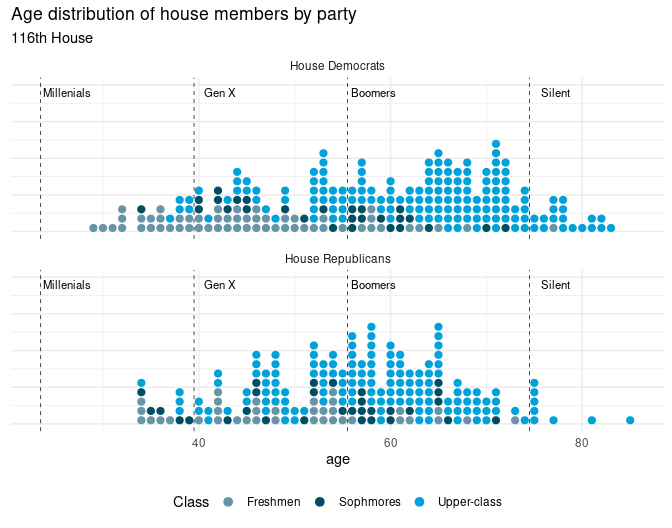 Age distribution of house members by party
116th House
House Democrats
Millenials Gen X Boomers Silent
House Republicans
Millenials Gen X Boomers Silent
40 60 80
age
Class Freshmen Sophmores Upper-class